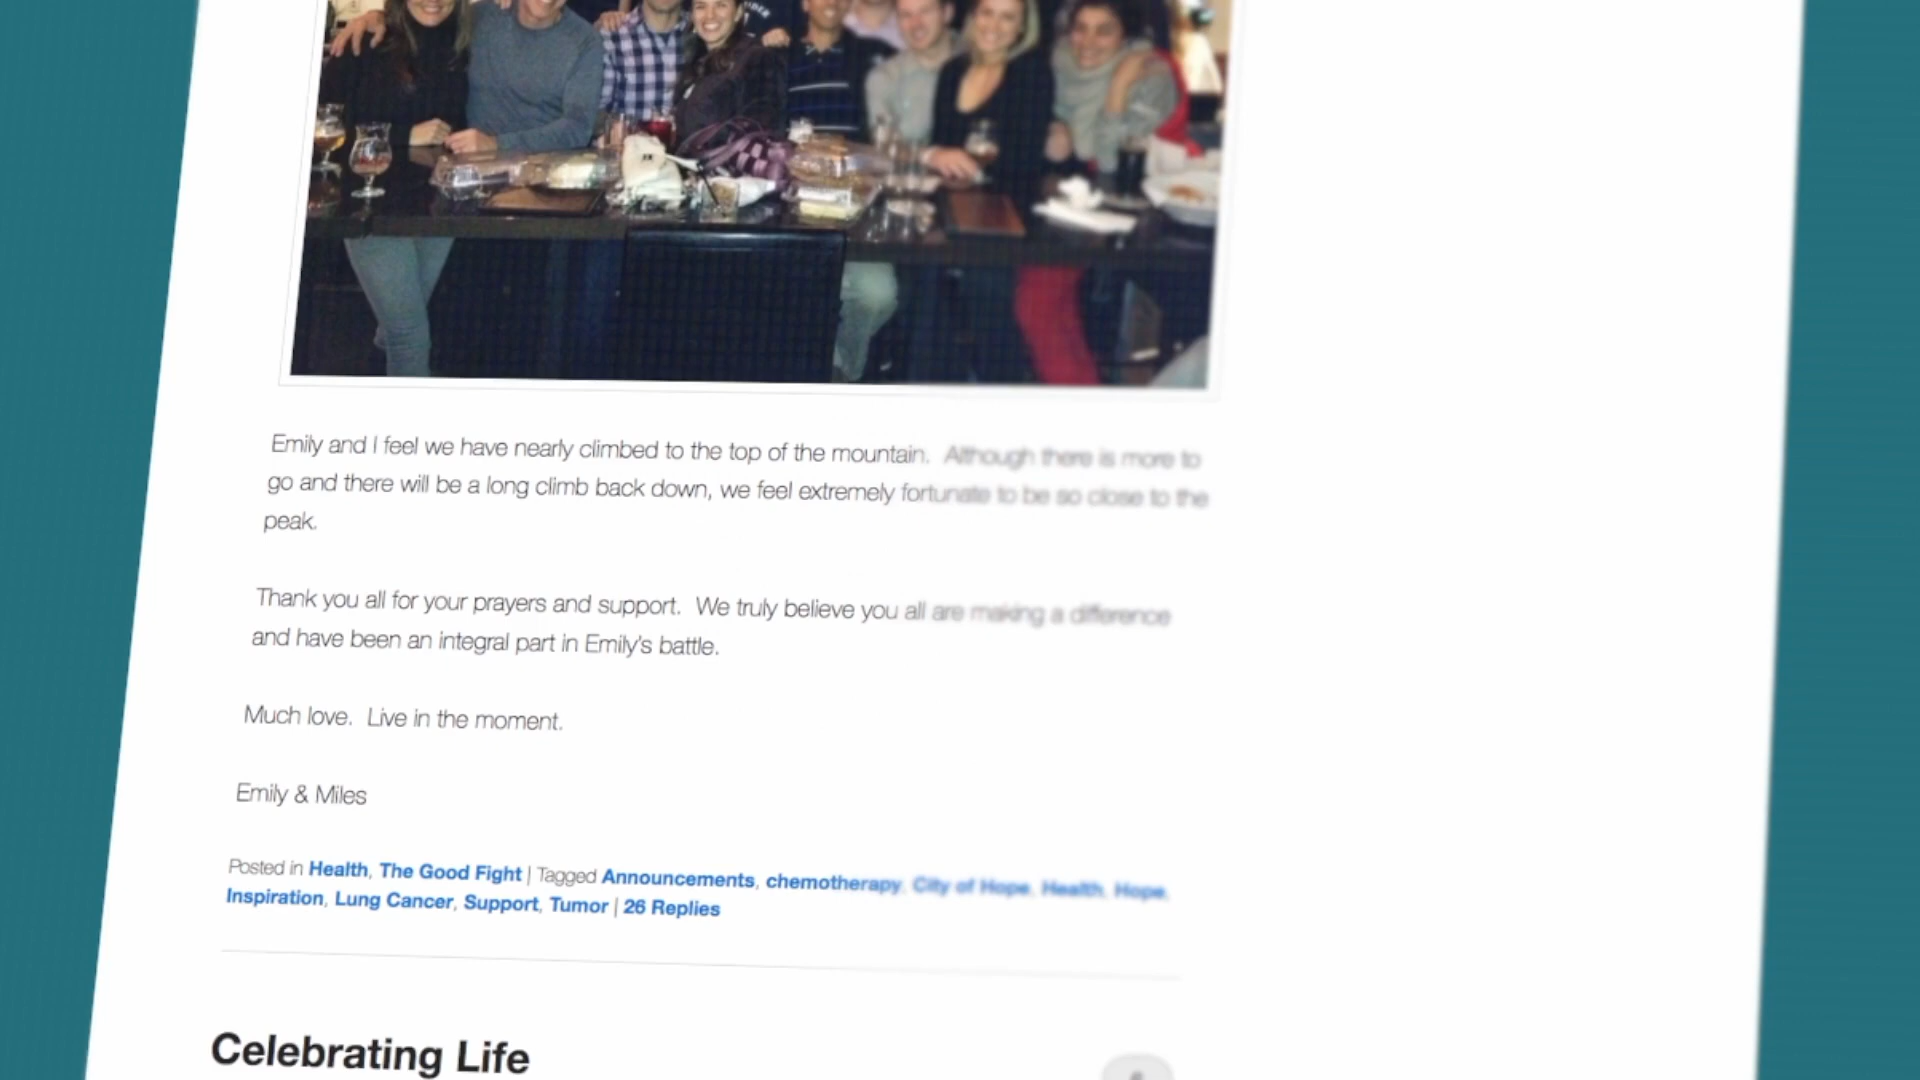 Emily and I feel we have nearly climbed to the top of the mountain.  Although there is more to
go and there will be a long climb back down, we feel extremely fortunate to be so close to the
peak.
Thank you all for your prayers and support.  We truly believe you all are making a difference
and have been an integral part in Emily's battle.
Much love.  Live in the moment.
Emily & Miles
Posted in Health, The Good Fight | Tagged Announcements, chemotherapy, City of Hope, Health, Hope,
Inspiration, Lung Cancer, Support, Tumor | 26 Replies
Celebrating Life